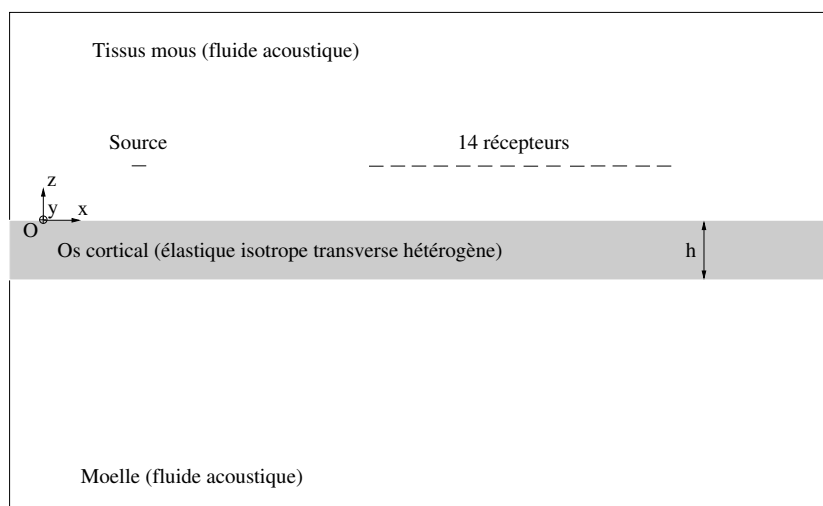 Tissus mous (fluide acoustique)
Source
14 récepteurs
z
y
x
O
Os cortical (élastique isotrope transverse hétérogène)
h
Moelle (fluide acoustique)